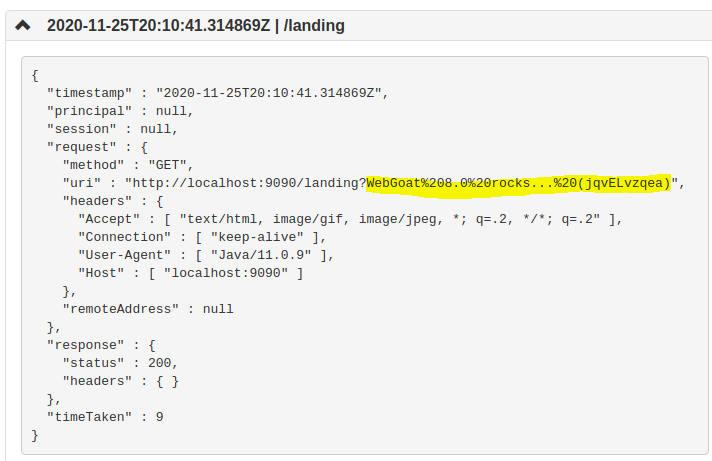 2020-11-25T20:10:41.314869Z | /landing
{
  "timestamp" : "2020-11-25T20:10:41.314869Z",
  "principal" : null,
  "session" : null,
  "request" : {
    "method" : "GET",
    "uri" : "http://localhost:9090/landing?WebGoat%208.0%20rocks...%20(jqvELvzqea)",
    "headers" : {
      "Accept" : [ "text/html, image/gif, image/jpeg, *; q=.2, */*; q=.2" ],
      "Connection" : [ "keep-alive" ],
      "User-Agent" : [ "Java/11.0.9" ],
      "Host" : [ "localhost:9090" ]
    },
    "remoteAddress" : null
  },
  "response" : {
    "status" : 200,
    "headers" : { }
  },
  "timeTaken" : 9
}